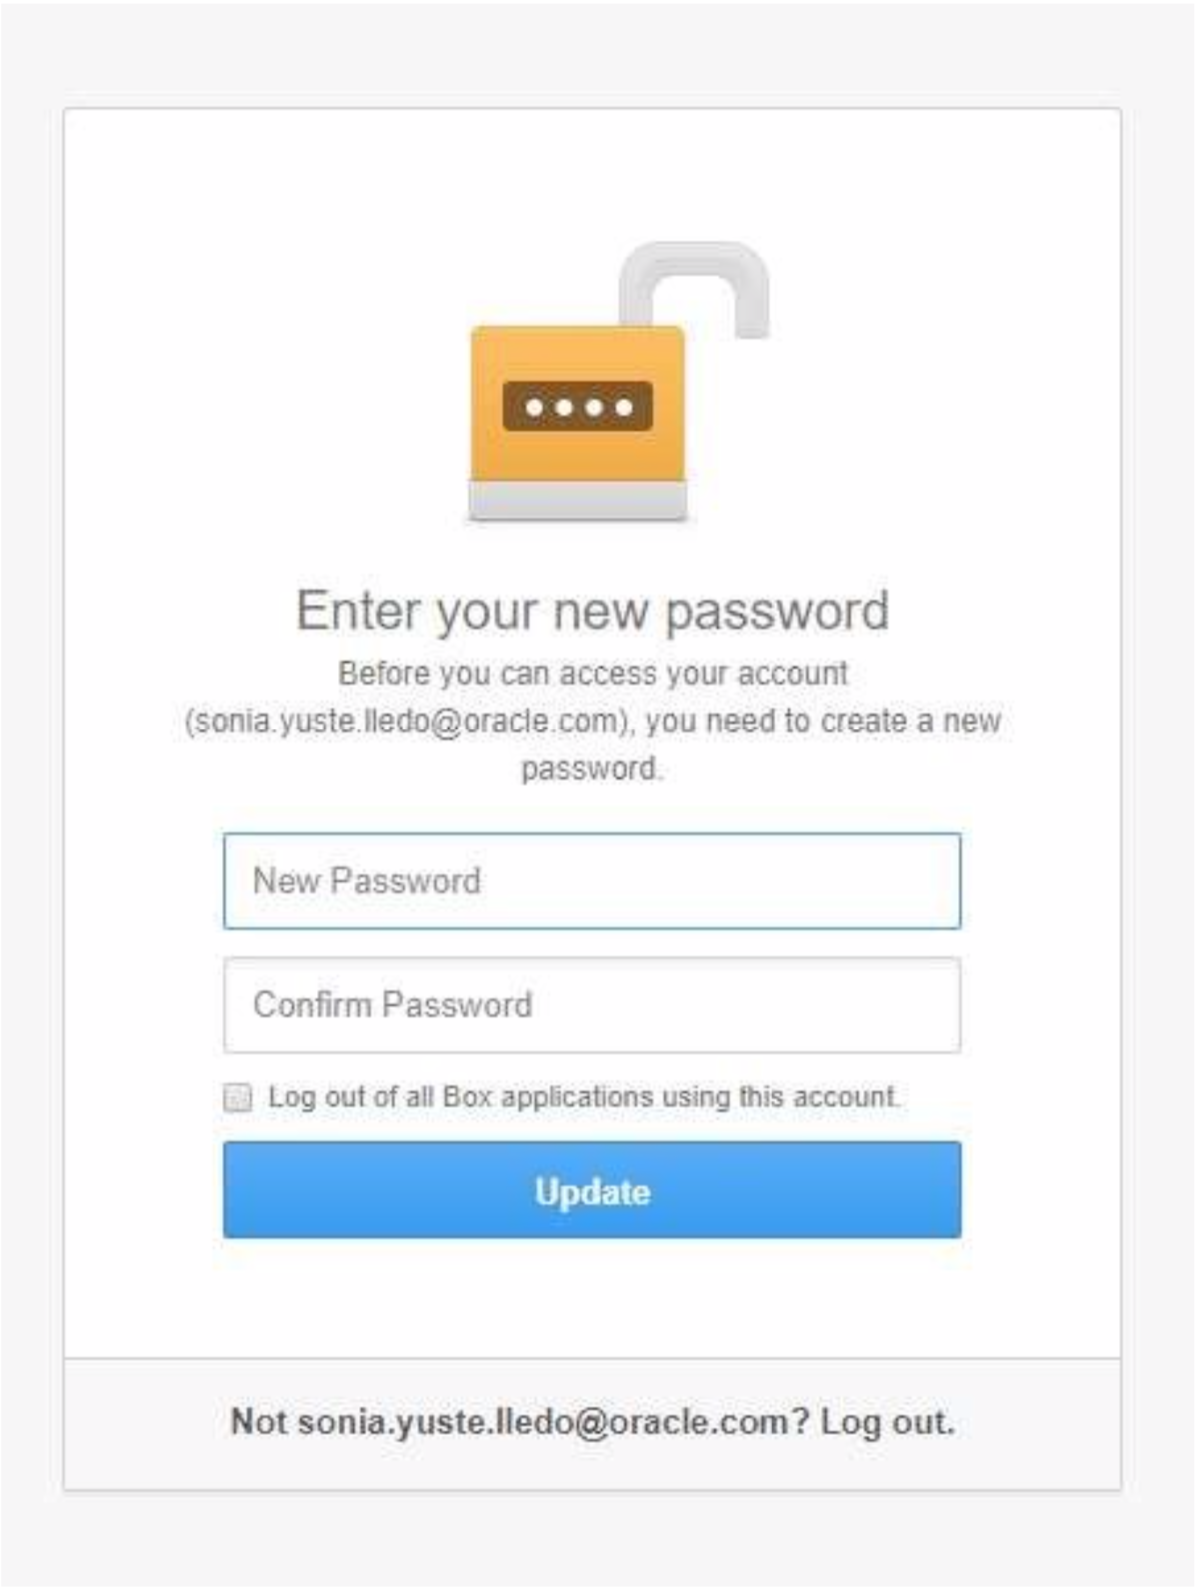 Enter your new password
Before you can access your account
(sonia.yuste.lledo@oracle.com), you need to create a new
password.
New Password
Confirm Password
Log out of all Box applications using this account.
Update
Not sonia.yuste.lledo@oracle.com? Log out.